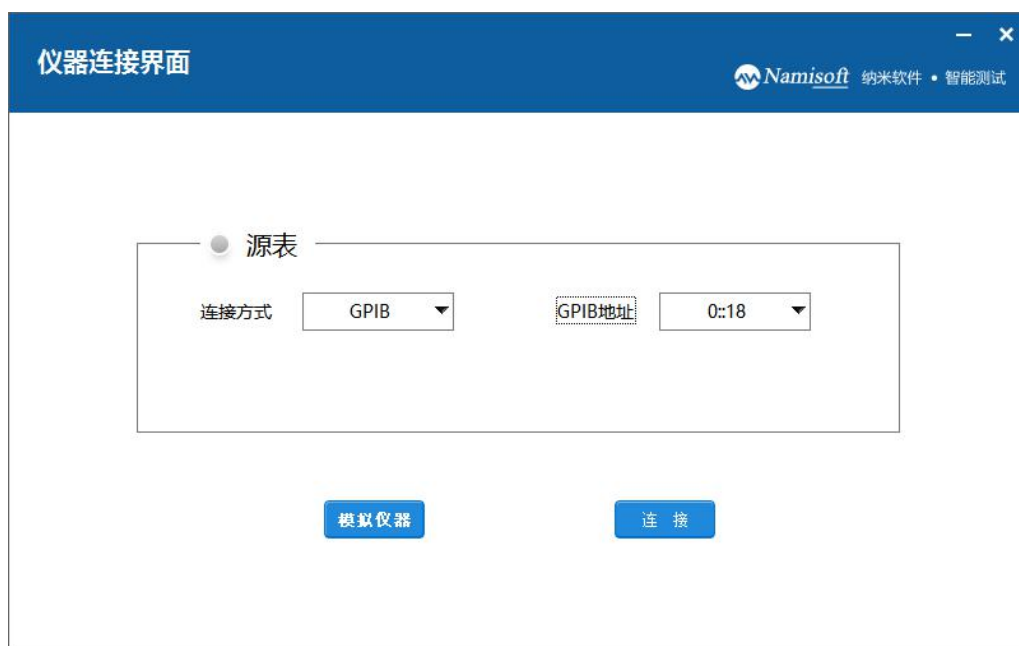 仪器连接界面
Namisoft 纳米软件 • 智能测试
源表
连接方式 GPIB GPIB地址 0::18
模拟仪器 连 接